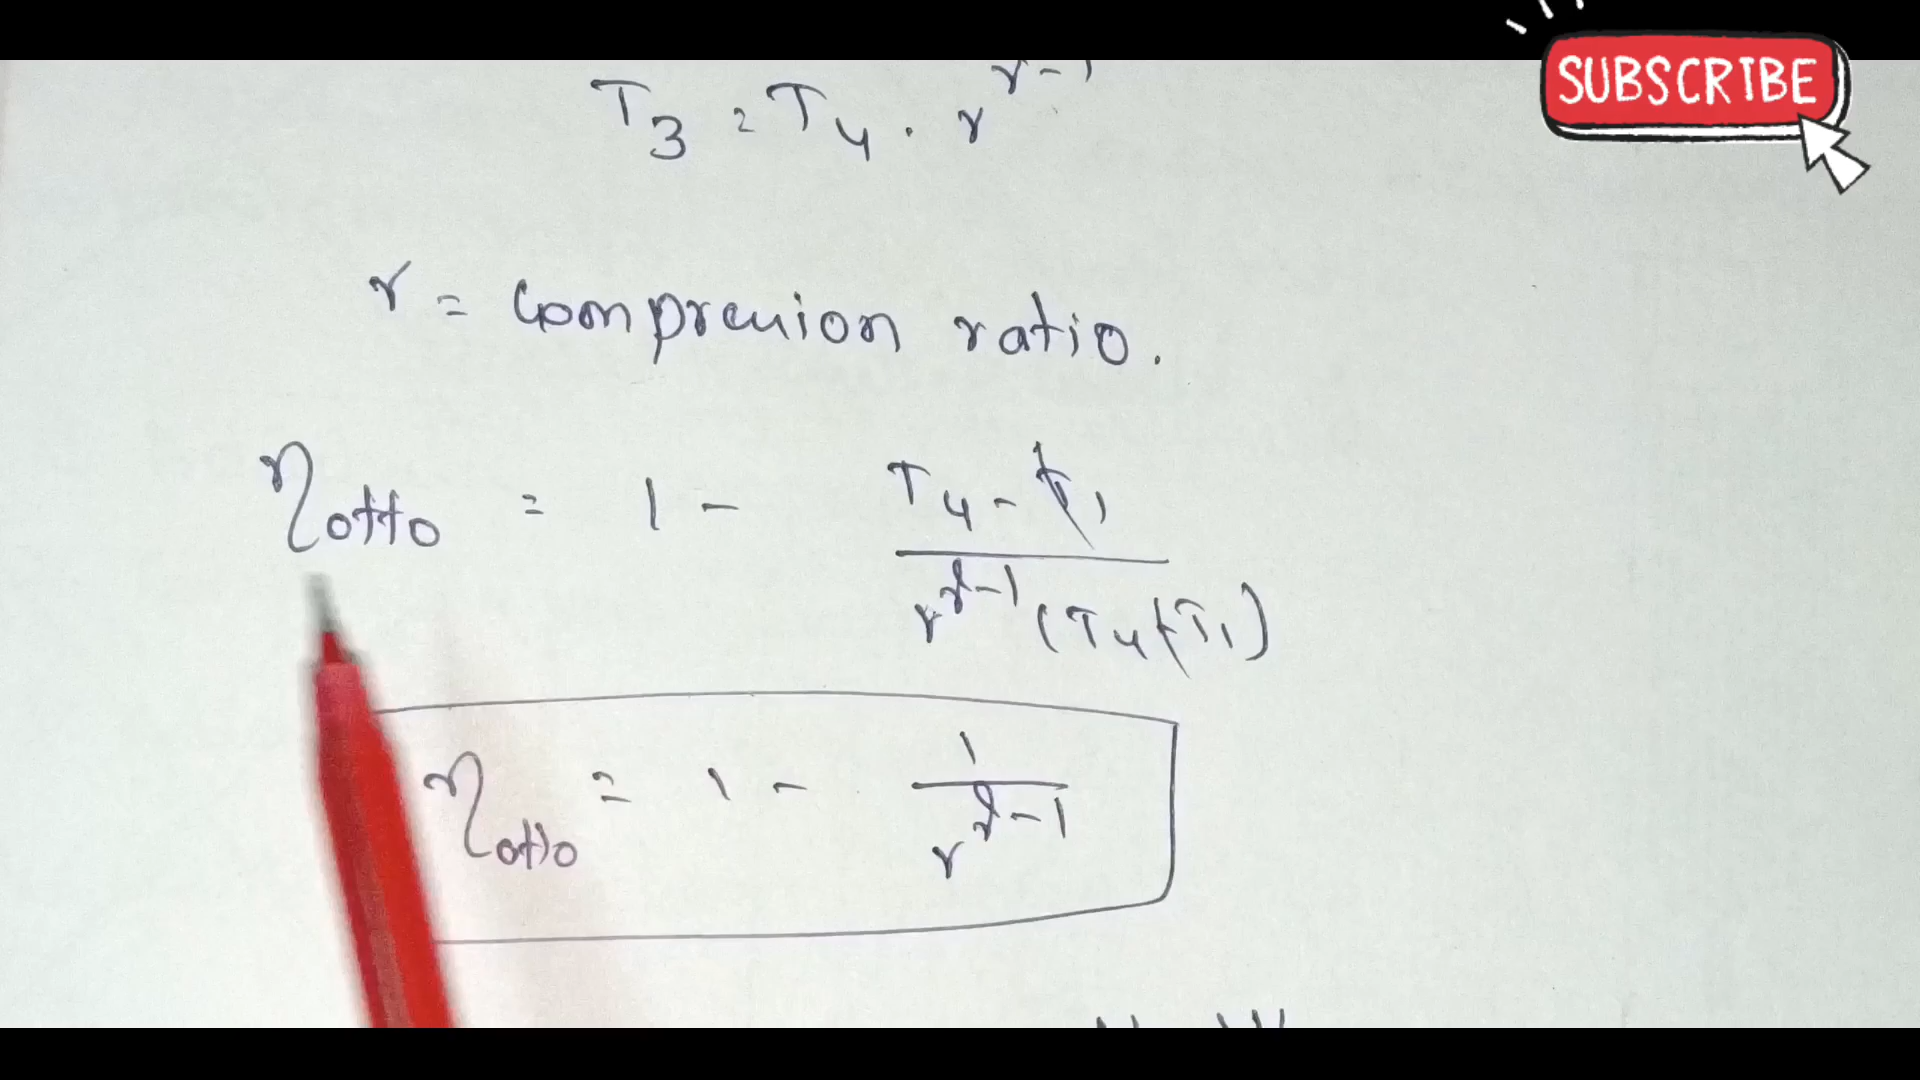 SUBSCRIBE
T₃ = T₄ . r^(γ-1)
r = compression ratio.
ηotto = 1 - (T₄ - T₁) / (r^(γ-1) (T₄ - T₁))
ηotto = 1 - 1 / r^(γ-1)